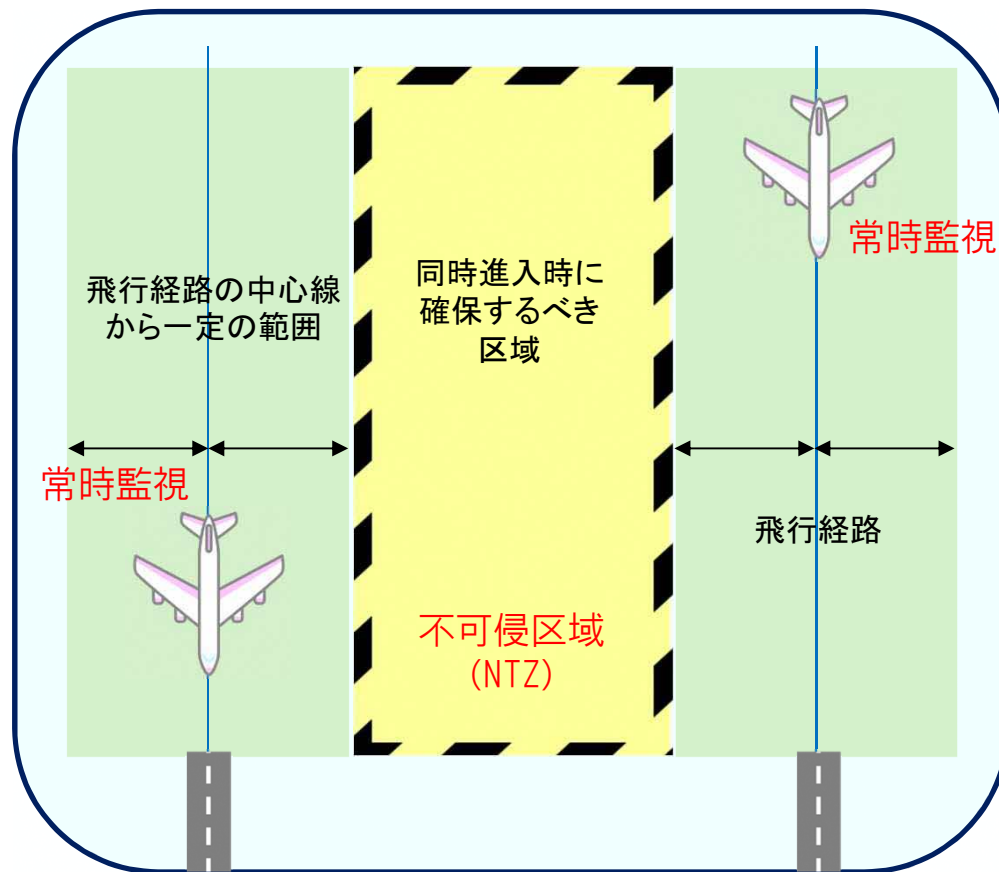 常時監視
飛行経路の中心線
から一定の範囲
同時進入時に
確保するべき
区域
常時監視
飛行経路
不可侵区域
(NTZ)